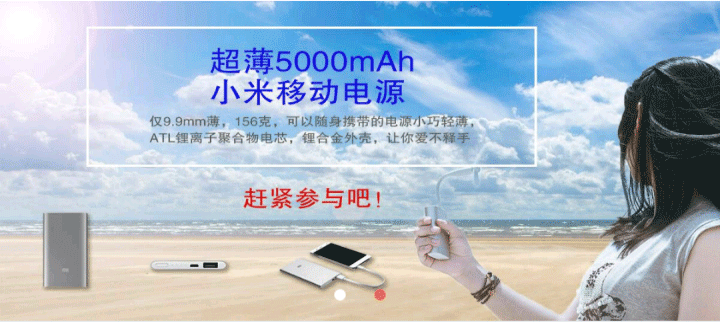 超薄5000mAh
小米移动电源
仅9.9mm薄，156克，可以随身携带的电源小巧轻薄，
ATL锂离子聚合物电芯，锂合金外壳，让你爱不释手
赶紧参与吧！